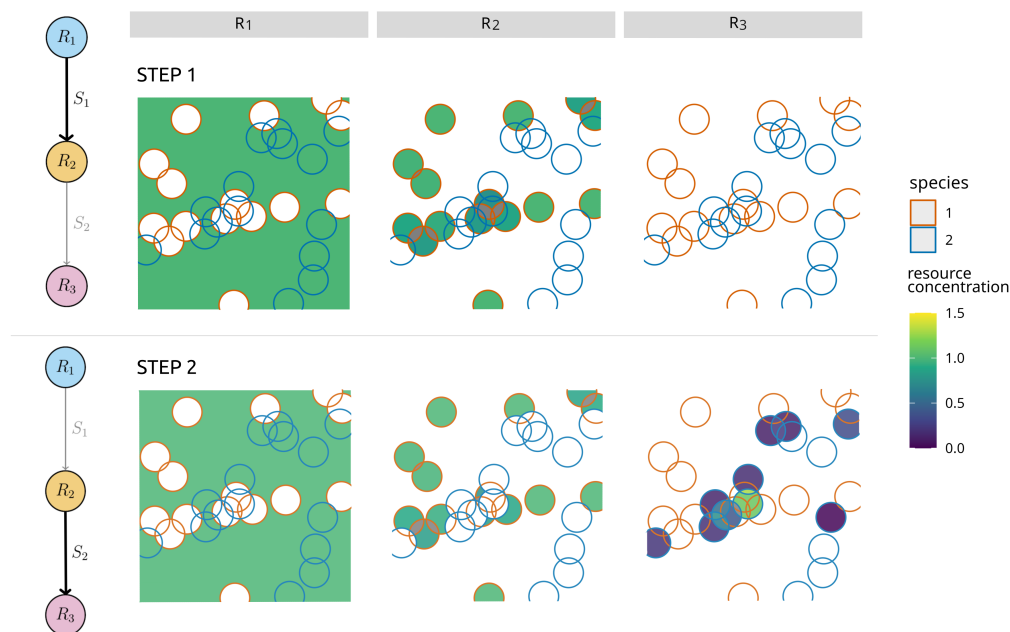 R1
R2
R3
R1
S1
R2
S2
R3
STEP 1
species
1
2
resource
concentration
1.5
1.0
0.5
0.0
STEP 2
R1
S1
R2
S2
R3